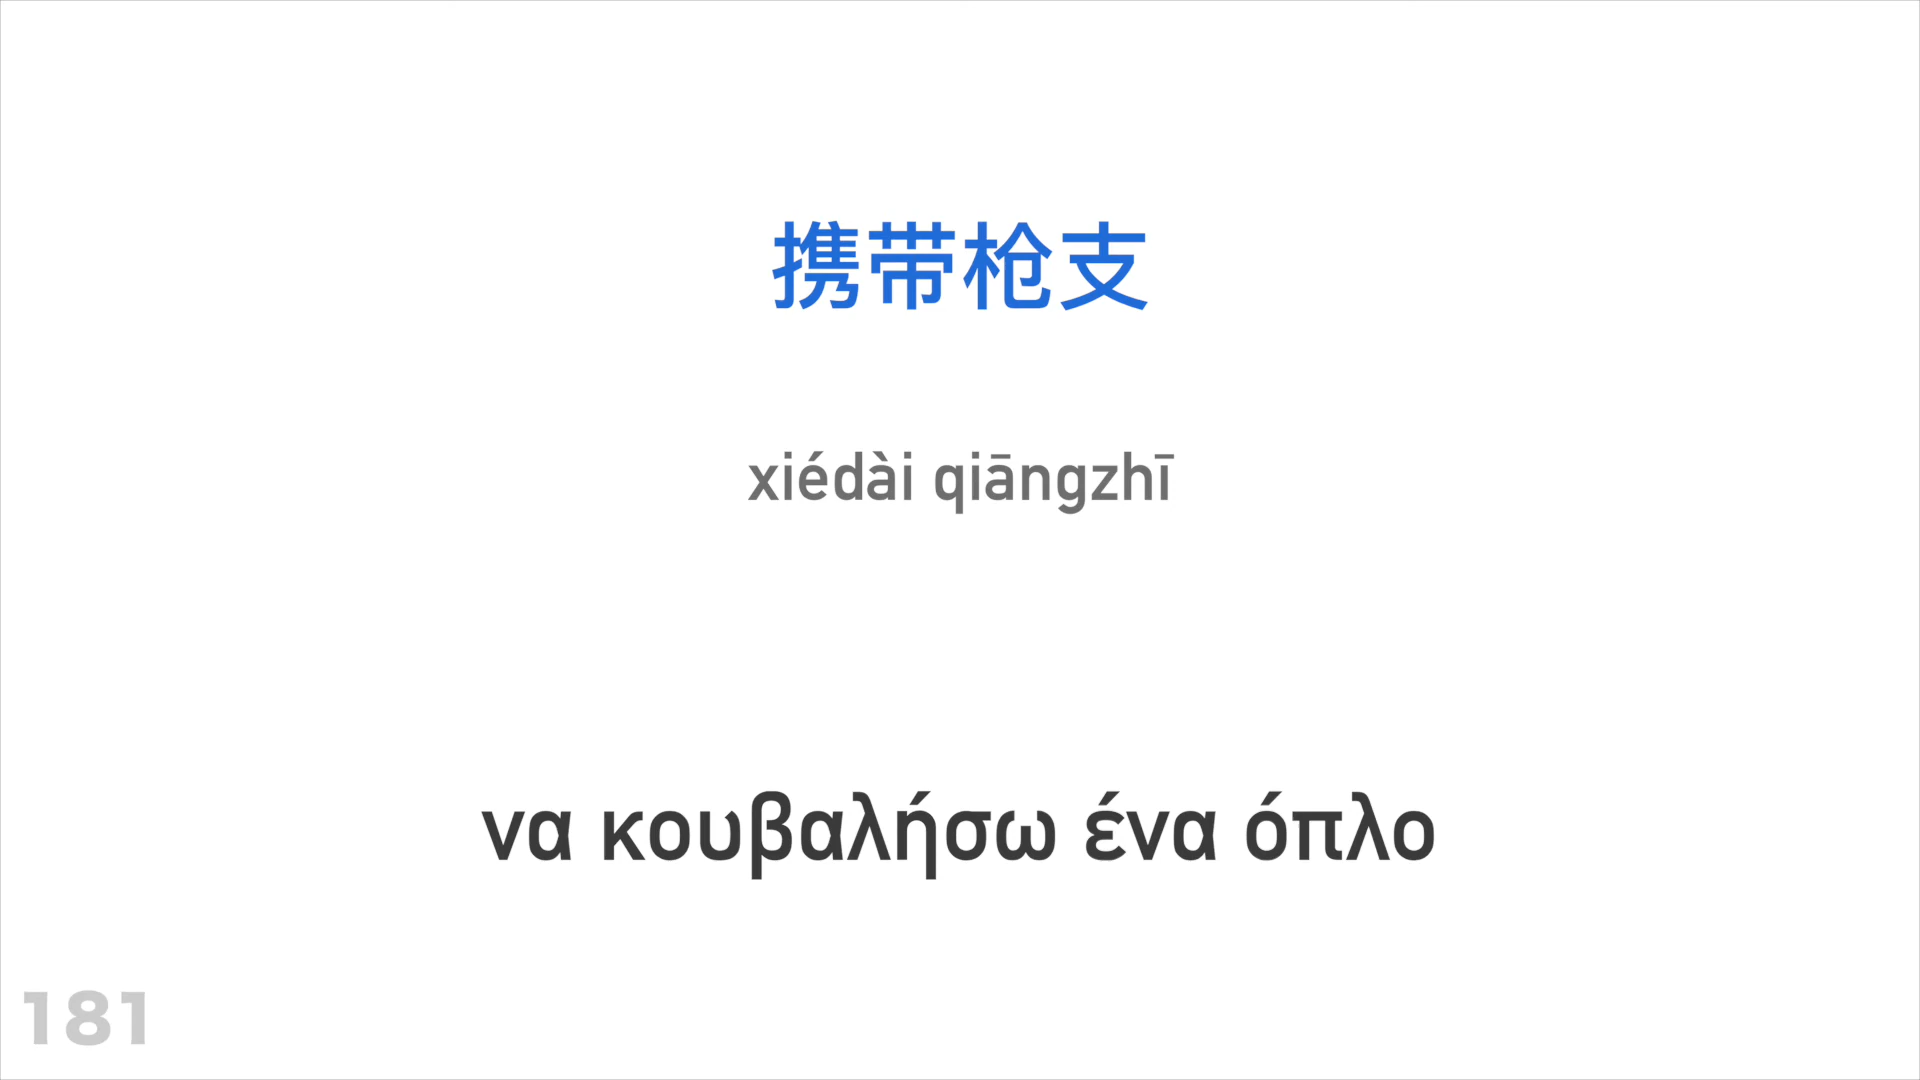 携带枪支
xiédài qiāngzhī
να κουβαλήσω ένα όπλο
181